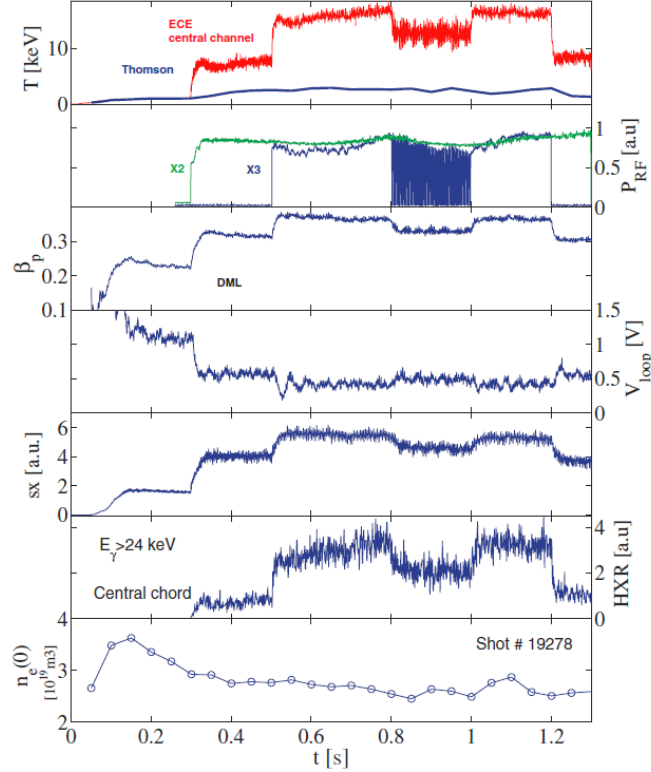 ECE
central channel
Thomson
T [keV]
10
0
X2
X3
P_RF [a.u]
1
0.5
0
β_p
0.3
0.2
0.1
DML
V_loop [V]
1.5
1
0.5
0
sx [a.u.]
6
4
2
0
E_γ>24 keV
Central chord
HXR [a.u]
4
2
0
n_e(0)
[10^19 m3]
4
3
2
Shot # 19278
0 0.2 0.4 0.6 0.8 1.0 1.2
t [s]